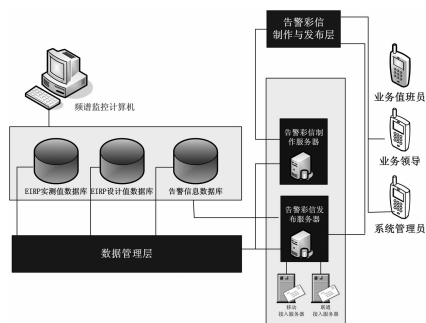 告警彩信
制作与发布层
频谱监控计算机
业务值班员
告警彩信制
作服务器
业务领导
EIRP实测值数据库
EIRP设计值数据库
告警信息数据库
告警彩信发
布服务器
系统管理员
数据管理层
移动
接入服务器
联通
接入服务器